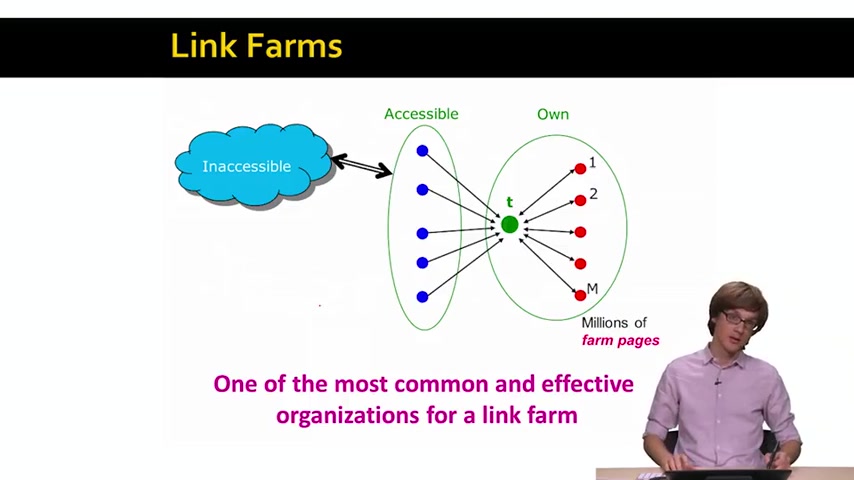 Link Farms
Accessible
Own
Inaccessible
t
1
2
M
Millions of
farm pages
One of the most common and effective
organizations for a link farm